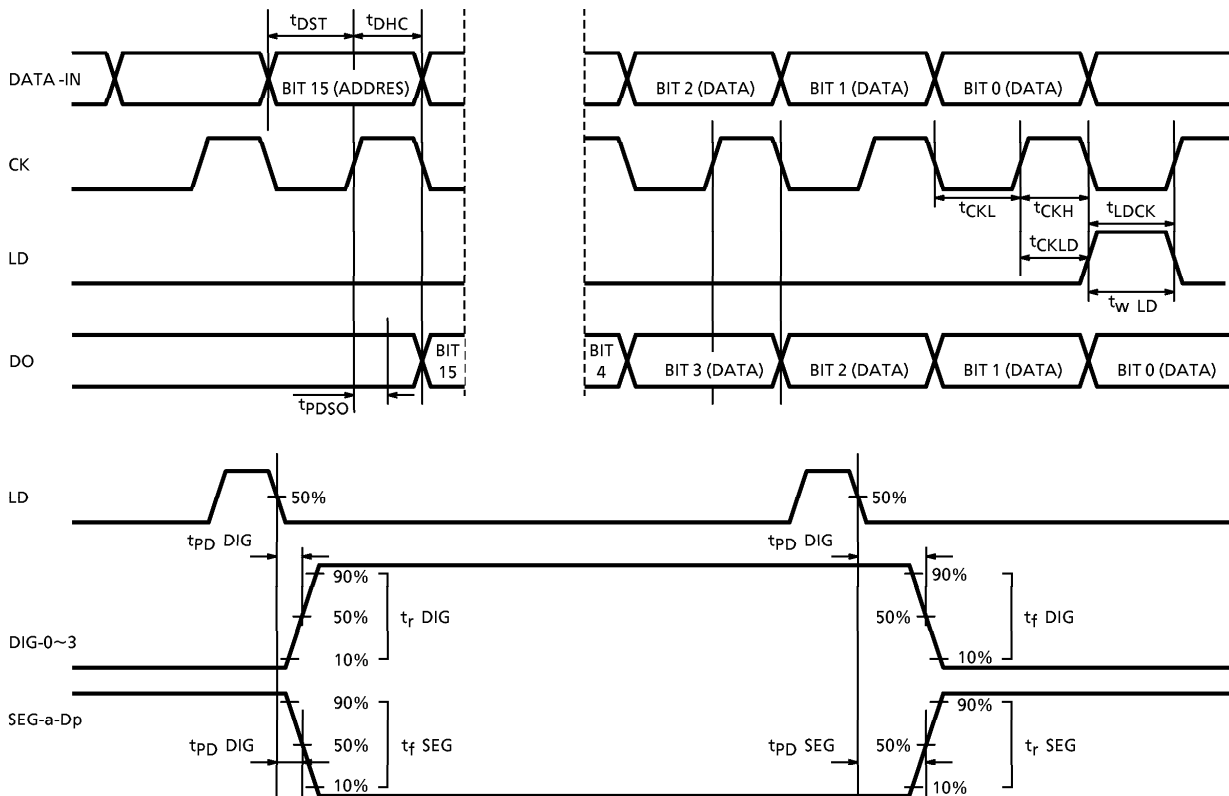 tDST tDHC
DATA -IN BIT 15 (ADDRES) BIT 2 (DATA) BIT 1 (DATA) BIT 0 (DATA)
CK
tCKL tCKH tLDCK
tCKLD
LD
tw LD
DO BIT 15 BIT 4 BIT 3 (DATA) BIT 2 (DATA) BIT 1 (DATA) BIT 0 (DATA)
tPDSO
LD 50% 50%
tPD DIG tPD DIG
90% 90%
50% tr DIG 50% tf DIG
DIG-0~3 10% 10%
SEG-a-Dp 90% 90%
tPD DIG 50% tf SEG tPD SEG 50% tr SEG
10% 10%